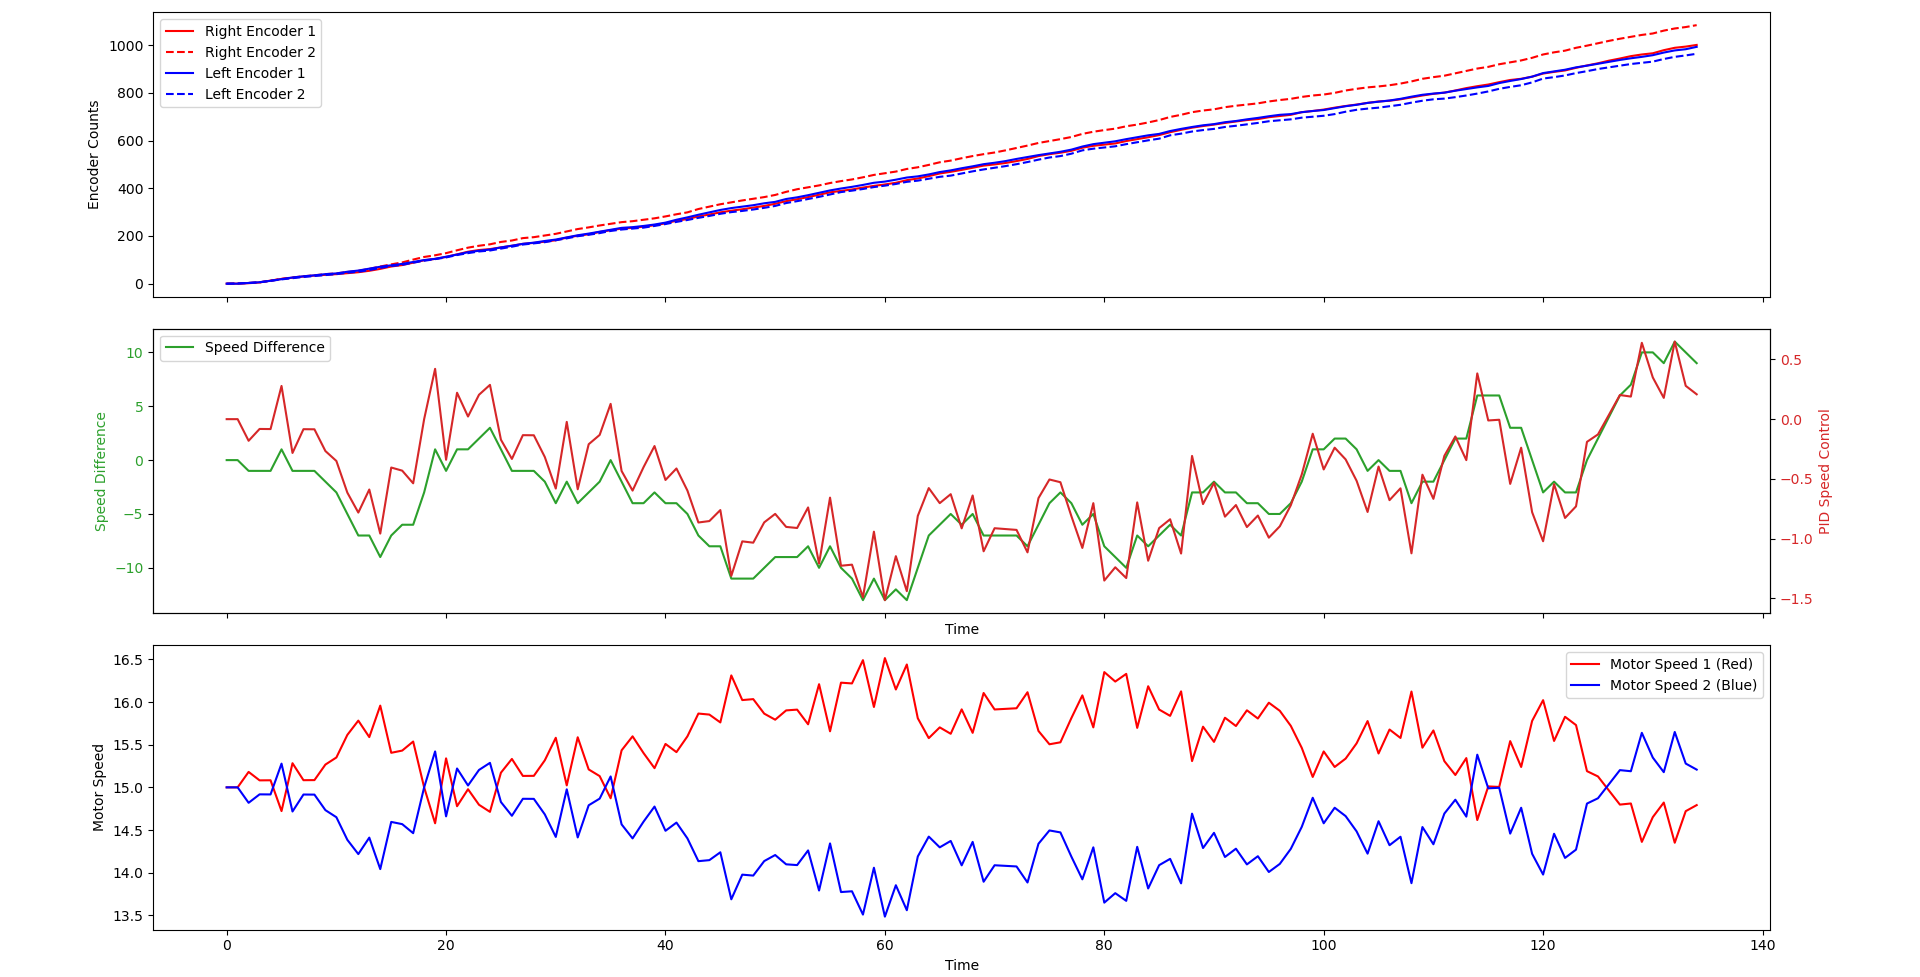 Right Encoder 1
Right Encoder 2
Left Encoder 1
Left Encoder 2
Encoder Counts
1000
800
600
400
200
0
Speed Difference
Speed Difference
10
5
0
−5
−10
PID Speed Control
0.5
0.0
−0.5
−1.0
−1.5
Time
Motor Speed 1 (Red)
Motor Speed 2 (Blue)
Motor Speed
16.5
16.0
15.5
15.0
14.5
14.0
13.5
0 20 40 60 80 100 120 140
Time